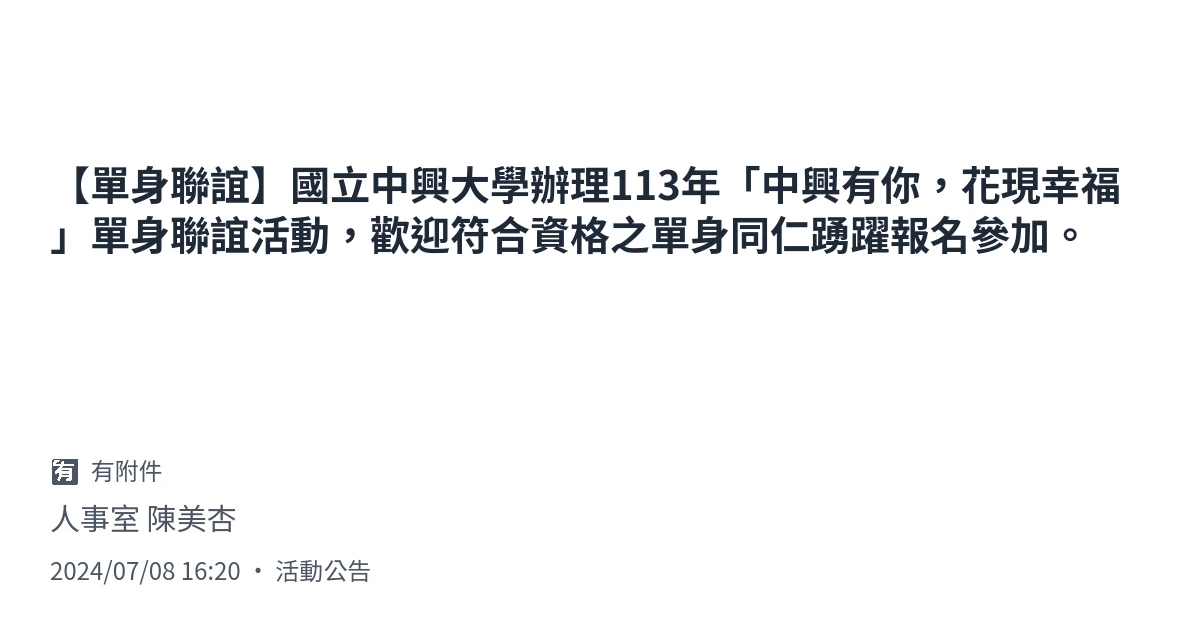 【單身聯誼】國立中興大學辦理113年「中興有你，花現幸福
」單身聯誼活動，歡迎符合資格之單身同仁踴躍報名參加。
有 有附件
人事室 陳美杏
2024/07/08 16:20 • 活動公告